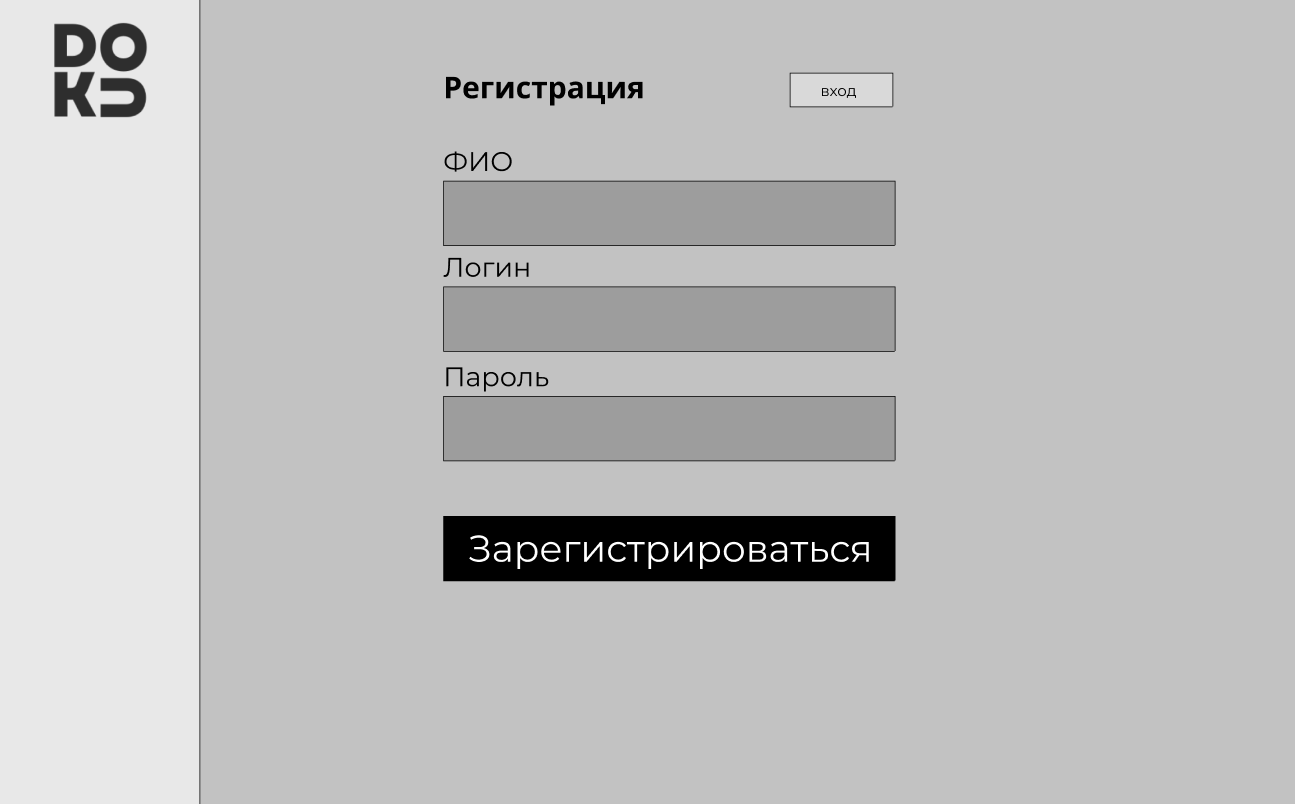 DO
KU
Регистрация
вход
ФИО
Логин
Пароль
Зарегистрироваться